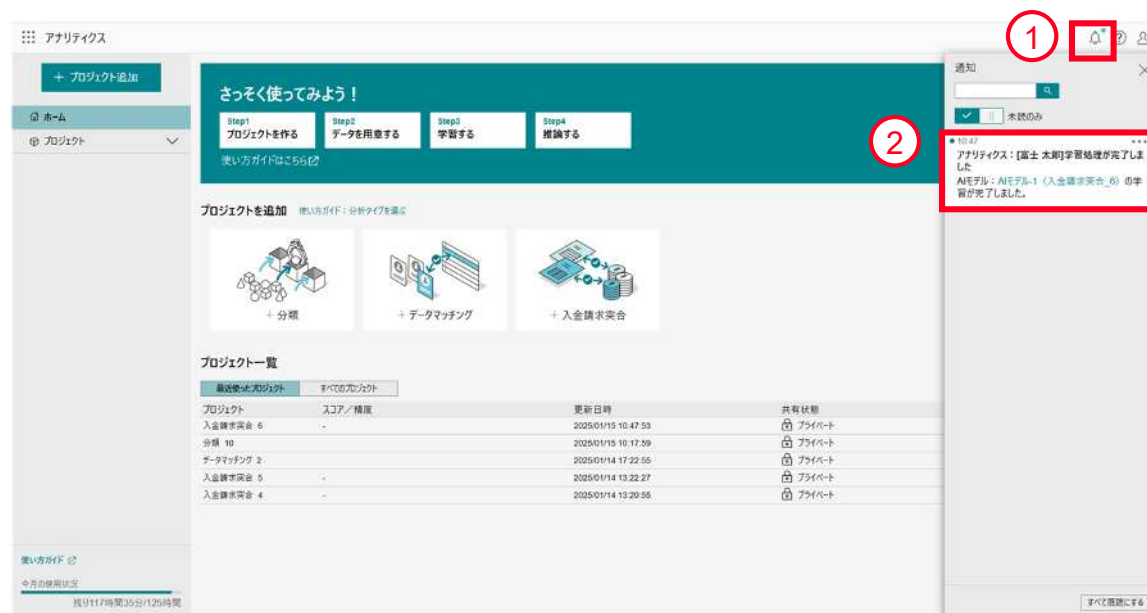 アナリティクス
①
+ プロジェクト追加
ホーム
プロジェクト
さっそく使ってみよう！
Step1
プロジェクトを作る
Step2
データを用意する
Step3
学習する
Step4
推論する
使い方ガイドはこちら
プロジェクトを追加 使い方ガイド：分析タイプを選ぶ
+ 分類
+ データマッチング
+ 入金請求突合
プロジェクト一覧
最近使ったプロジェクト すべてのプロジェクト
プロジェクト スコア／精度 更新日時 共有状態
入金請求突合_6 - 2025/01/15 10:47:53 プライベート
分類_10 2025/01/15 10:17:59 プライベート
データマッチング_2 2025/01/14 17:22:55 プライベート
入金請求突合_5 - 2025/01/14 13:22:27 プライベート
入金請求突合_4 - 2025/01/14 13:20:55 プライベート
通知
未読のみ
②
10:47
アナリティクス：[富士 太郎]学習処理が完了しま
した
AIモデル：AIモデル-1（入金請求突合_6）の学
習が完了しました。
使い方ガイド
今月の使用状況
残り117時間35分/125時間
すべて既読にする